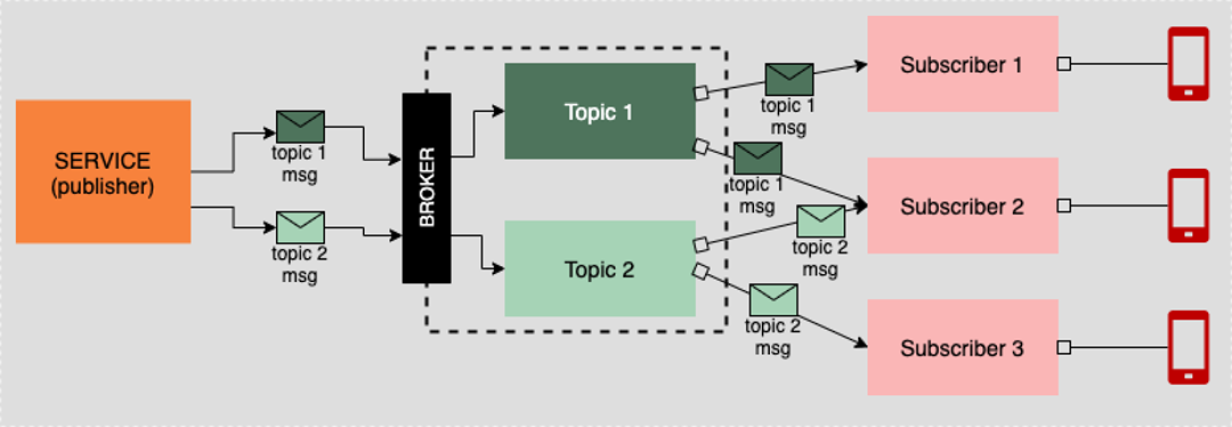 SERVICE
(publisher)
topic 1
msg
topic 2
msg
BROKER
Topic 1
Topic 2
topic 1
msg
topic 1
msg
topic 2
msg
topic 2
msg
Subscriber 1
Subscriber 2
Subscriber 3